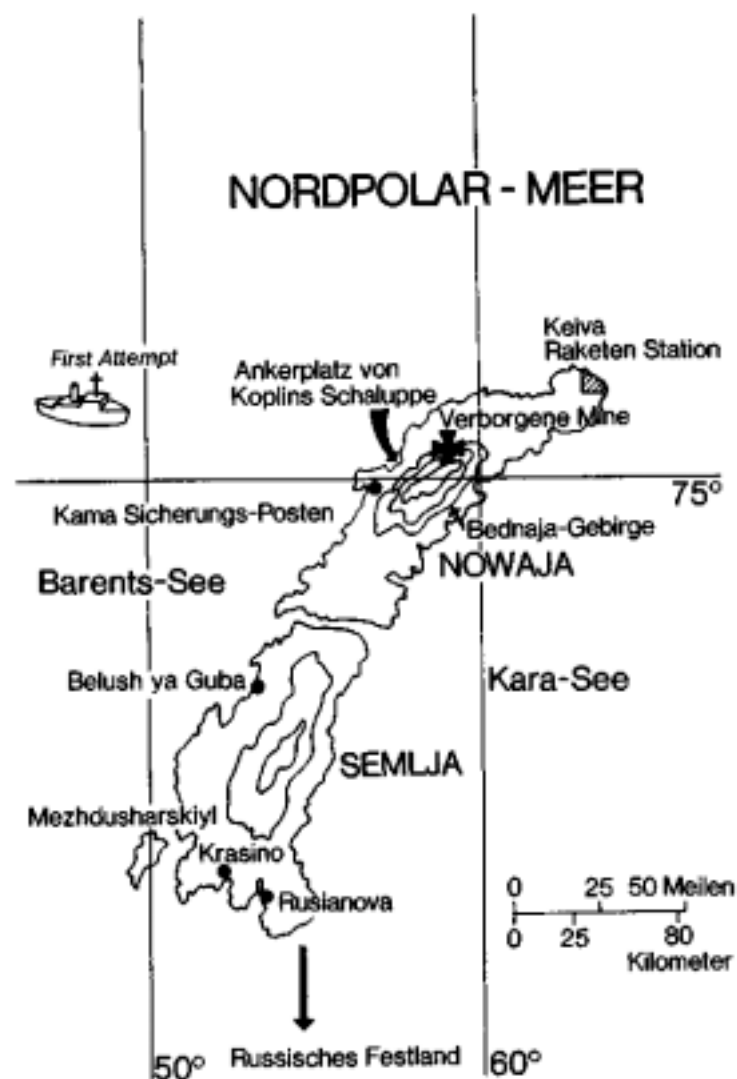 NORDPOLAR - MEER
Keiva
Raketen Station
First Attempt
Ankerplatz von
Koplins Schaluppe
Verborgene Mine
75°
Kama Sicherungs-Posten
Bednaja-Gebirge
NOWAJA
Barents-See
Belush ya Guba
Kara-See
SEMLJA
Mezhdusharskiyl
Krasino
Rusianova
0 25 50 Meilen
0 25 80
Kilometer
50° Russisches Festland 60°